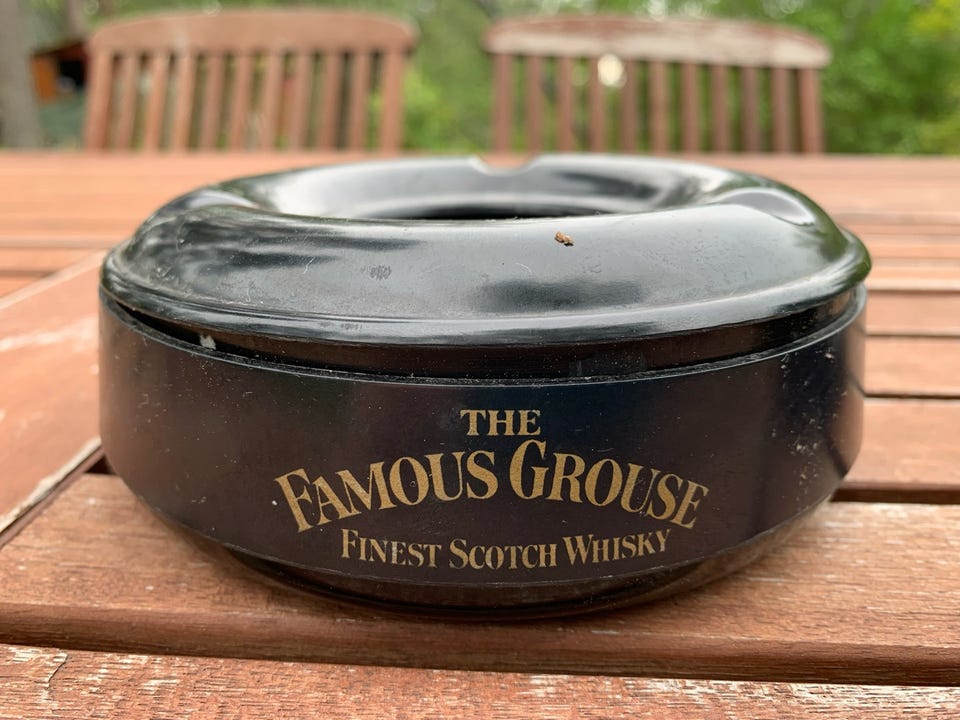 THE
FAMOUS GROUSE
FINEST SCOTCH WHISKY